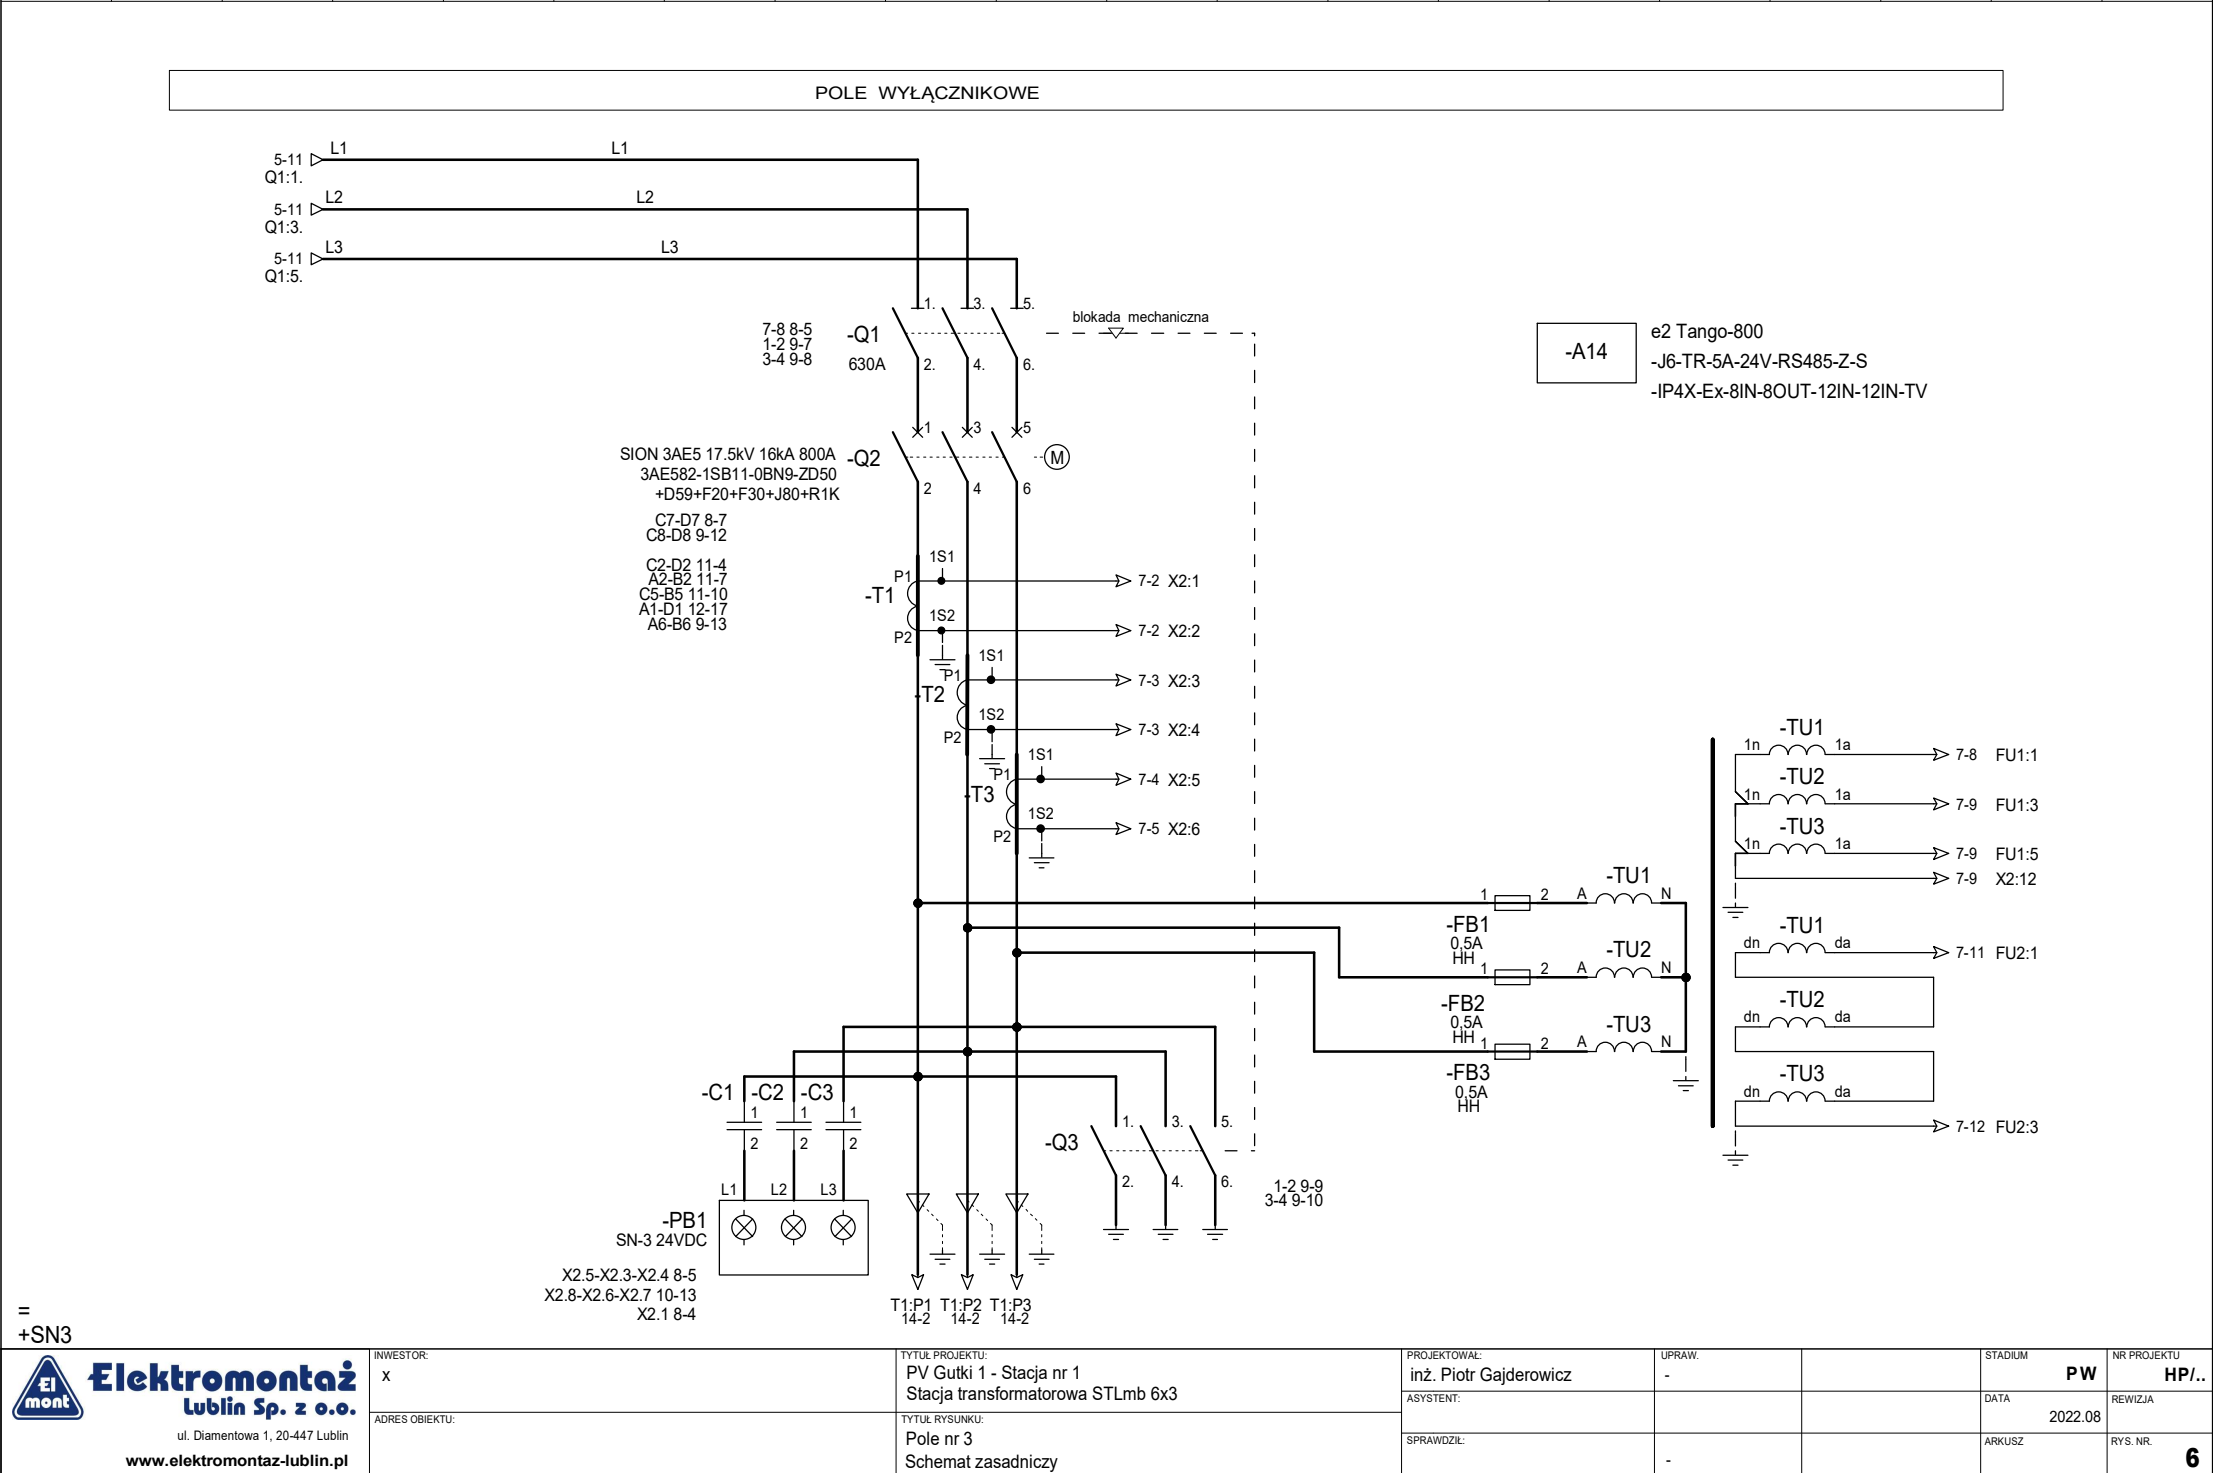 POLE WYŁĄCZNIKOWE
5-11 L1 L1
Q1:1.
5-11 L2 L2
Q1:3.
5-11 L3 L3
Q1:5.
1. 3. 5.
7-8 8-5
1-2 9-7
3-4 9-8
-Q1
630A
2. 4. 6.
blokada mechaniczna
-A14
e2 Tango-800
-J6-TR-5A-24V-RS485-Z-S
-IP4X-Ex-8IN-8OUT-12IN-12IN-TV
1 3 5
SION 3AE5 17.5kV 16kA 800A
3AE582-1SB11-0BN9-ZD50
+D59+F20+F30+J80+R1K
-Q2
M
2 4 6
C7-D7 8-7
C8-D8 9-12
C2-D2 11-4
A2-B2 11-7
C5-B5 11-10
A1-D1 12-17
A6-B6 9-13
1S1
P1 7-2 X2:1
-T1
1S2
P2 7-2 X2:2
1S1
P1 7-3 X2:3
-T2
1S2
P2 7-3 X2:4
1S1
P1 7-4 X2:5
-T3
1S2
P2 7-5 X2:6
-TU1
1n 1a 7-8 FU1:1
-TU2
1n 1a 7-9 FU1:3
-TU3
1n 1a 7-9 FU1:5
7-9 X2:12
-TU1
dn da 7-11 FU2:1
-TU2
dn da
-TU3
dn da
7-12 FU2:3
-TU1
1 2 A N
-FB1
0,5A
HH
-TU2
1 2 A N
-FB2
0,5A
HH
-TU3
1 2 A N
-FB3
0,5A
HH
-C1 -C2 -C3
1 1 1
2 2 2
L1 L2 L3
-PB1
SN-3 24VDC
X2.5-X2.3-X2.4 8-5
X2.8-X2.6-X2.7 10-13
X2.1 8-4
-Q3
1. 3. 5.
2. 4. 6.
1-2 9-9
3-4 9-10
T1:P1 T1:P2 T1:P3
14-2 14-2 14-2
=
+SN3
El mont
Elektromontaż
Lublin Sp. z o.o.
ul. Diamentowa 1, 20-447 Lublin
www.elektromontaz-lublin.pl
INWESTOR:
x
ADRES OBIEKTU:
TYTUŁ PROJEKTU:
PV Gutki 1 - Stacja nr 1
Stacja transformatorowa STLmb 6x3
TYTUŁ RYSUNKU:
Pole nr 3
Schemat zasadniczy
PROJEKTOWAŁ:
inż. Piotr Gajderowicz
ASYSTENT:
SPRAWDZIŁ:
UPRAW.
-
-
STADIUM
PW
DATA
2022.08
ARKUSZ
NR PROJEKTU
HP/..
REWIZJA
RYS. NR.
6